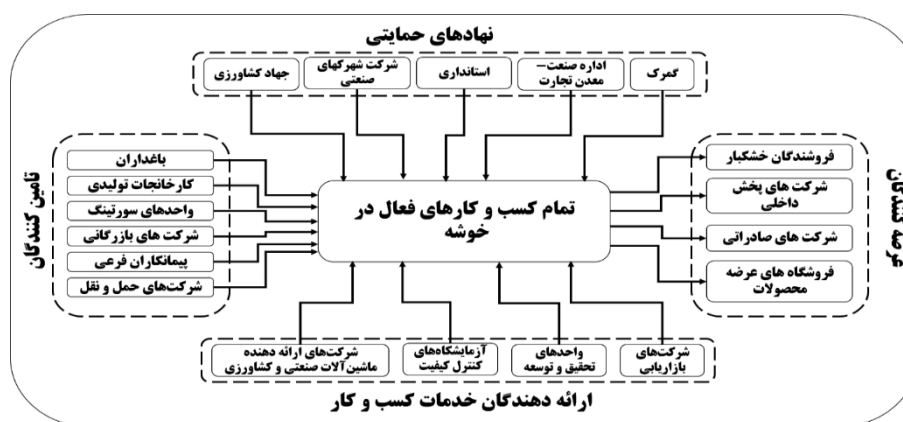 نهادهای حمایتی
گمرک
اداره صنعت–
معدن تجارت
استانداری
شرکت شهرکهای
صنعتی
جهاد کشاورزی
عرضه کنندگان
فروشندگان خشکبار
شرکت های پخش
داخلی
شرکت های صادراتی
فروشگاه های عرضه
محصولات
تمام کسب و کارهای فعال در
خوشه
تامین کنندگان
باغداران
کارخانجات تولیدی
واحدهای سورتینگ
شرکت های بازرگانی
پیمانکاران فرعی
شرکت‌های حمل و نقل
شرکت‌های
بازاریابی
واحدهای
تحقیق و توسعه
آزمایشگاه‌های
کنترل کیفیت
شرکت‌های ارائه دهنده
ماشین‌آلات صنعتی و کشاورزی
ارائه دهندگان خدمات کسب و کار